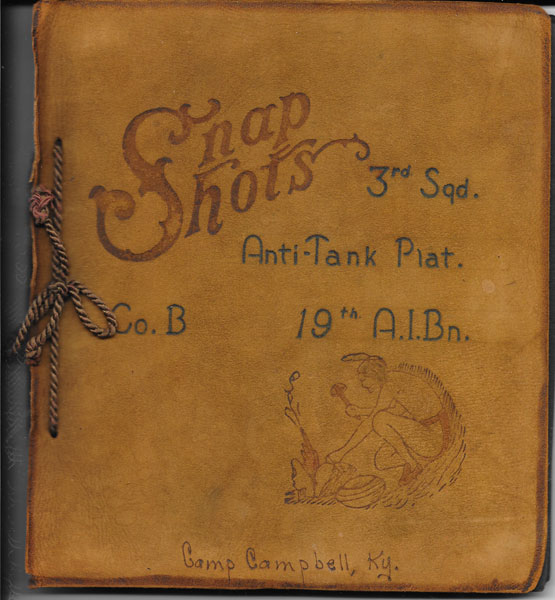 Snap
Shots
3rd Sqd.
Anti-Tank Plat.
Co. B 19th. A.I.Bn.
Camp Campbell, Ky.